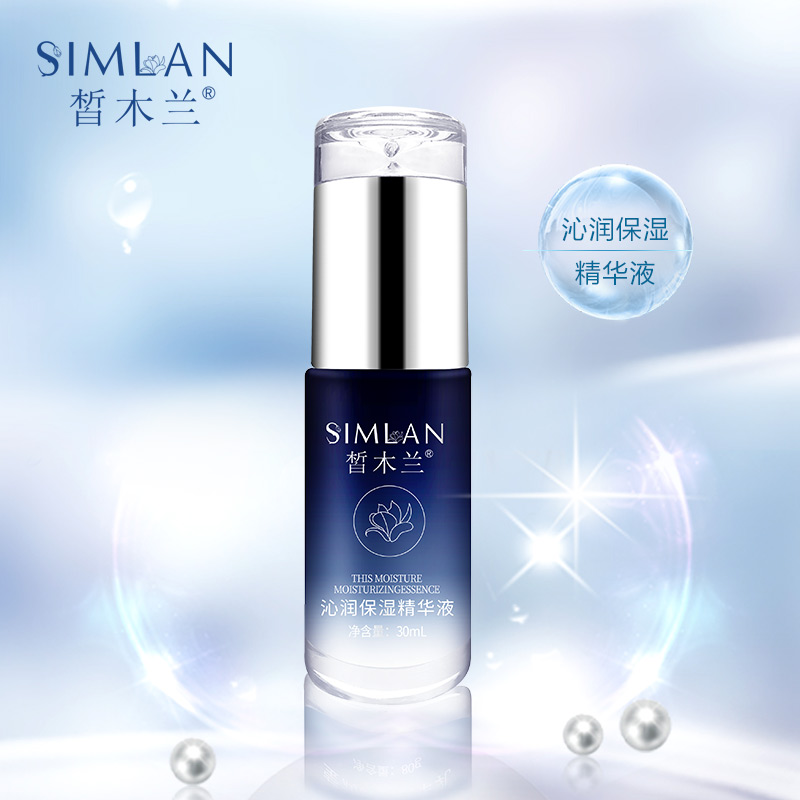 SIMLAN
皙木兰®
沁润保湿
精华液
SIMLAN
皙木兰®
THIS MOISTURE
MOISTURIZINGESSENCE
沁润保湿精华液
净含量：30mL